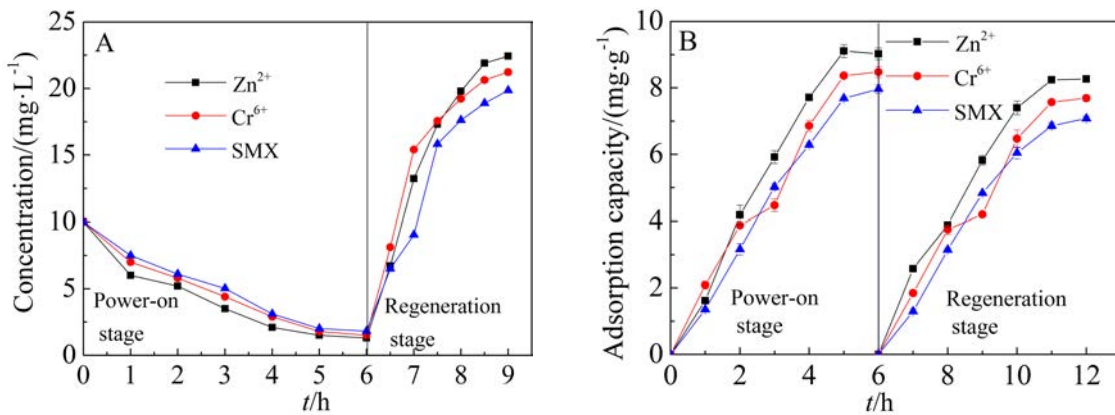 A
Concentration/(mg·L⁻¹)
25
20
15
10
5
0
Zn²⁺
Cr⁶⁺
SMX
Power-on
stage
Regeneration
stage
0 1 2 3 4 5 6 7 8 9
t/h
B
Adsorption capacity/(mg·g⁻¹)
10
8
6
4
2
0
Zn²⁺
Cr⁶⁺
SMX
Power-on
stage
Regeneration
stage
0 2 4 6 8 10 12
t/h